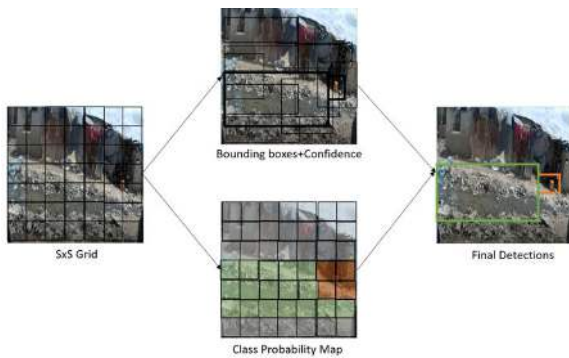 Bounding boxes+Confidence
SxS Grid
Final Detections
Class Probability Map